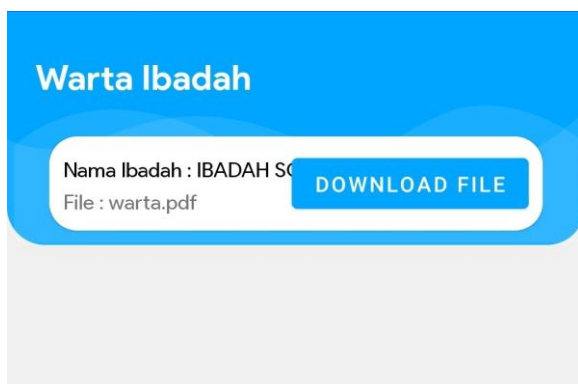 Warta Ibadah
Nama Ibadah : IBADAH
DOWNLOAD FILE
File : warta.pdf